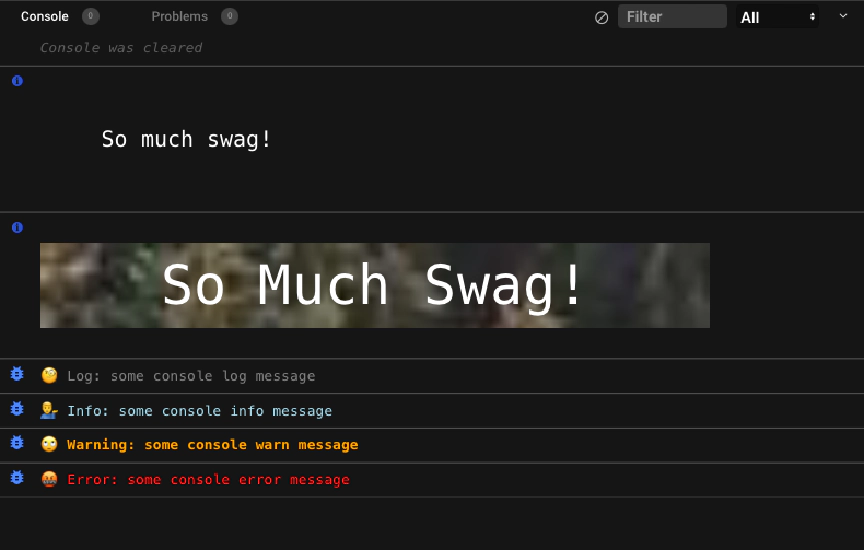 Console 0 Problems 0 Filter All
Console was cleared
So much swag!
So Much Swag!
🧐 Log: some console log message
💁‍♂️ Info: some console info message
🙄 Warning: some console warn message
🤬 Error: some console error message